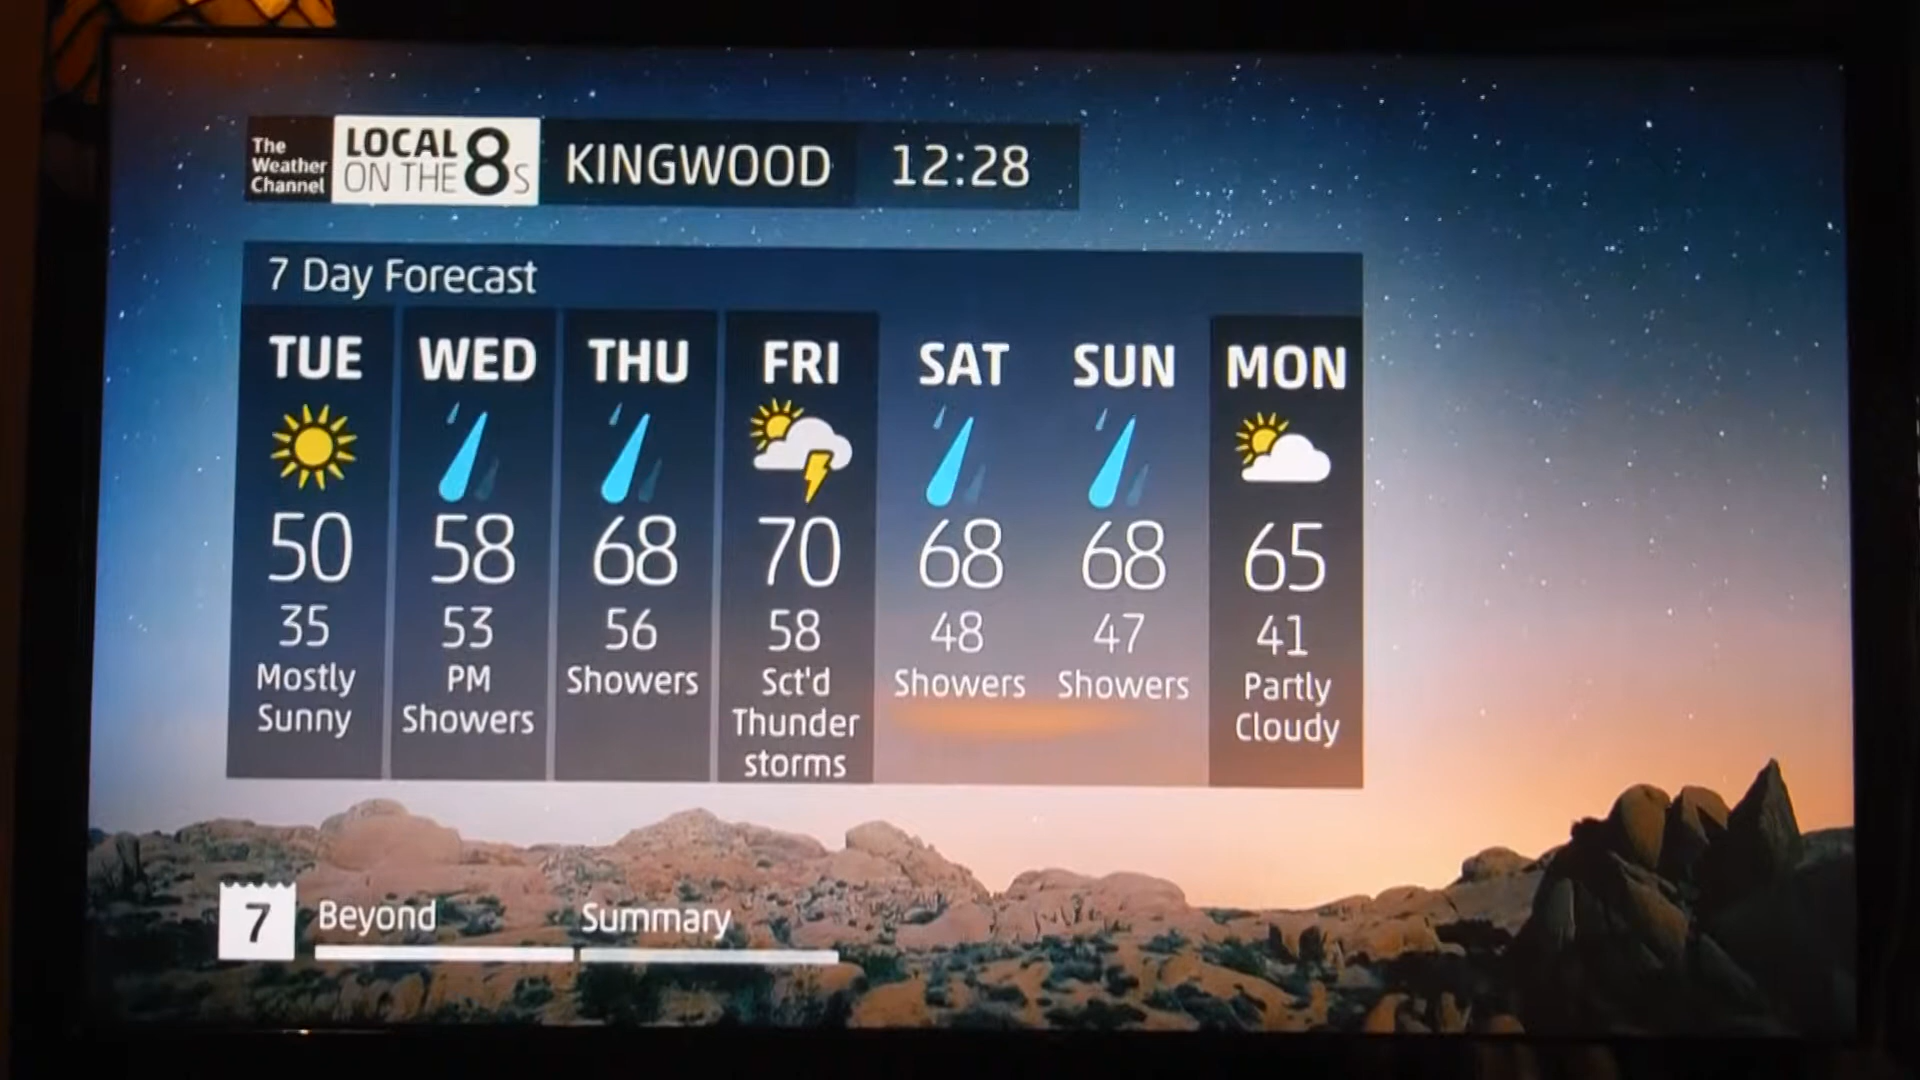 The
Weather
Channel
LOCAL
ON THE 8s
KINGWOOD
12:28
7 Day Forecast
TUE
50
35
Mostly
Sunny
WED
58
53
PM
Showers
THU
68
56
Showers
FRI
70
58
Sct'd
Thunder
storms
SAT
68
48
Showers
SUN
68
47
Showers
MON
65
41
Partly
Cloudy
7
Beyond
Summary